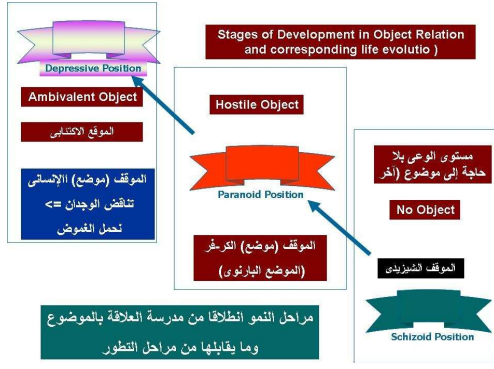 Stages of Development in Object Relation
and corresponding life evolutio )
Depressive Position
Ambivalent Object
الموقع الاكتئابى
الموقف (موضع) االإنسانى
تناقض الوجدان =>
تحمل الغموض
Hostile Object
Paranoid Position
الموقف (موضع) الكر-فر
(الموضع البارنوى)
مستوى الوعى بلا
حاجة إلى موضوع (آخر
No Object
الموقف الشيزيدى
Schizoid Position
مراحل النمو انطلاقا من مدرسة العلاقة بالموضوع
وما يقابلها من مراحل التطور